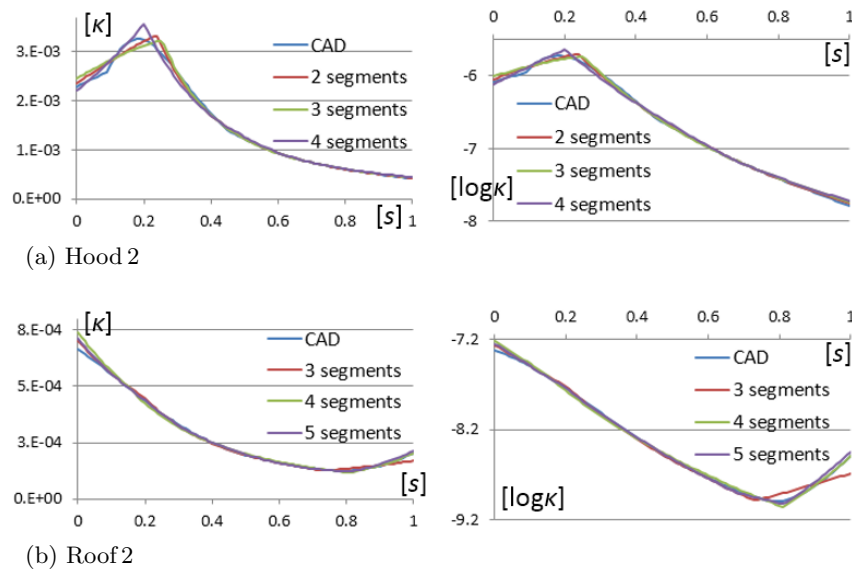 [κ]
3.E-03
2.E-03
1.E-03
0.E+00
0 0.2 0.4 0.6 0.8 1
[s]
CAD
2 segments
3 segments
4 segments
0 0.2 0.4 0.6 0.8 1
[s]
-6
-7
-8
[logκ]
CAD
2 segments
3 segments
4 segments
(a) Hood 2
[κ]
8.E-04
5.E-04
3.E-04
0.E+00
0 0.2 0.4 0.6 0.8 1
[s]
CAD
3 segments
4 segments
5 segments
0 0.2 0.4 0.6 0.8 1
[s]
-7.2
-8.2
-9.2
[logκ]
CAD
3 segments
4 segments
5 segments
(b) Roof 2